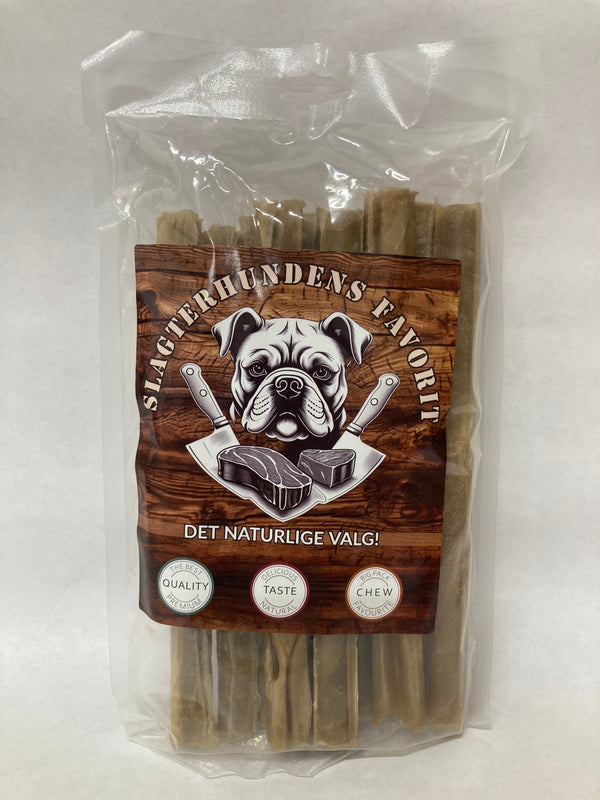 SLAGTERHUNDENS FAVORIT
DET NATURLIGE VALG!
THE BEST
QUALITY
PREMIUM
DELICIOUS
TASTE
NATURAL
BIG PACK
CHEW
FAVOURITE